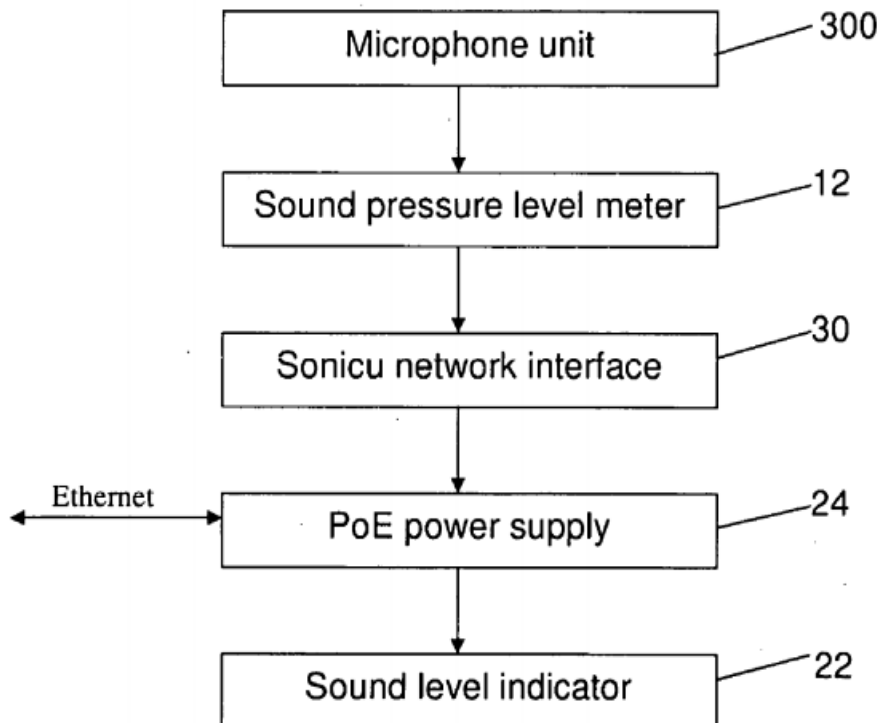 Microphone unit
300
Sound pressure level meter
12
Sonicu network interface
30
Ethernet
PoE power supply
24
Sound level indicator
22